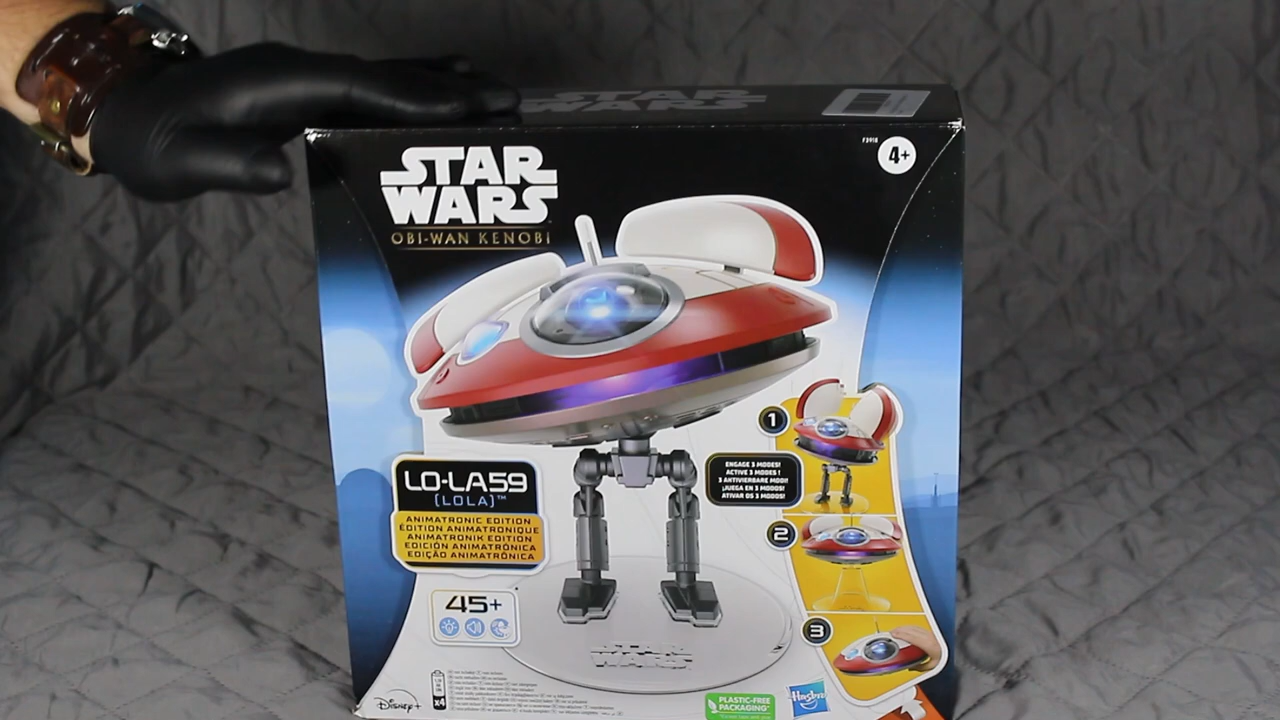 STAR
WARS
STAR
WARS
OBI-WAN KENOBI
F3918
4+
1
ENGAGE 3 MODES!
ACTIVE 3 MODES !
3 ANTIVIERBARE MODI!
¡JUEGA EN 3 MODOS!
ATIVAR OS 3 MODOS!
2
3
LO-LA59
(LOLA)™
ANIMATRONIC EDITION
ÉDITION ANIMATRONIQUE
ANIMATRONIK EDITION
EDICIÓN ANIMATRÓNICA
EDIÇÃO ANIMATRÔNICA
45+
STAR
WARS
DISNEY+
x4
PLASTIC-FREE
PACKAGING*
Hasbro